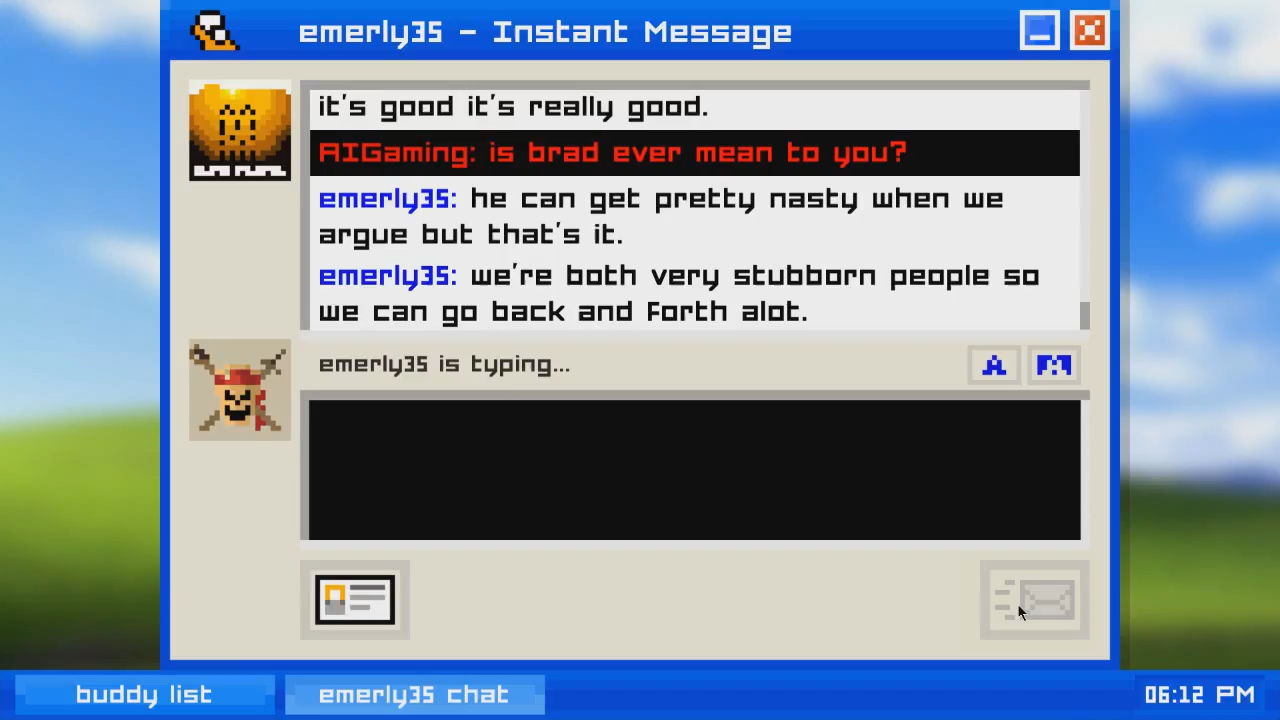 emerly35 - Instant Message
it's good it's really good.
AIGaming: is brad ever mean to you?
emerly35: he can get pretty nasty when we
argue but that's it.
emerly35: we're both very stubborn people so
we can go back and forth alot.
emerly35 is typing...
A
buddy list
emerly35 chat
06:12 PM